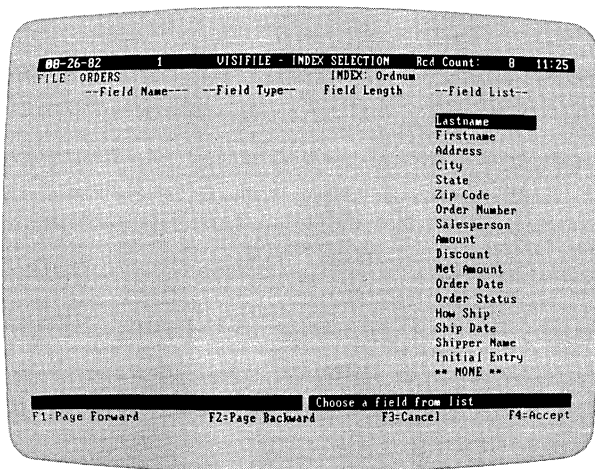 08-26-82 1 VISIFILE - INDEX SELECTION Rcd Count: 8 11:25
FILE: ORDERS INDEX: Ordnum
--Field Name--- --Field Type-- Field Length --Field List--
Lastname
Firstname
Address
City
State
Zip Code
Order Number
Salesperson
Amount
Discount
Net Amount
Order Date
Order Status
How Ship
Ship Date
Shipper Name
Initial Entry
** NONE **
Choose a field from list
F1=Page Forward F2=Page Backward F3=Cancel F4=Accept